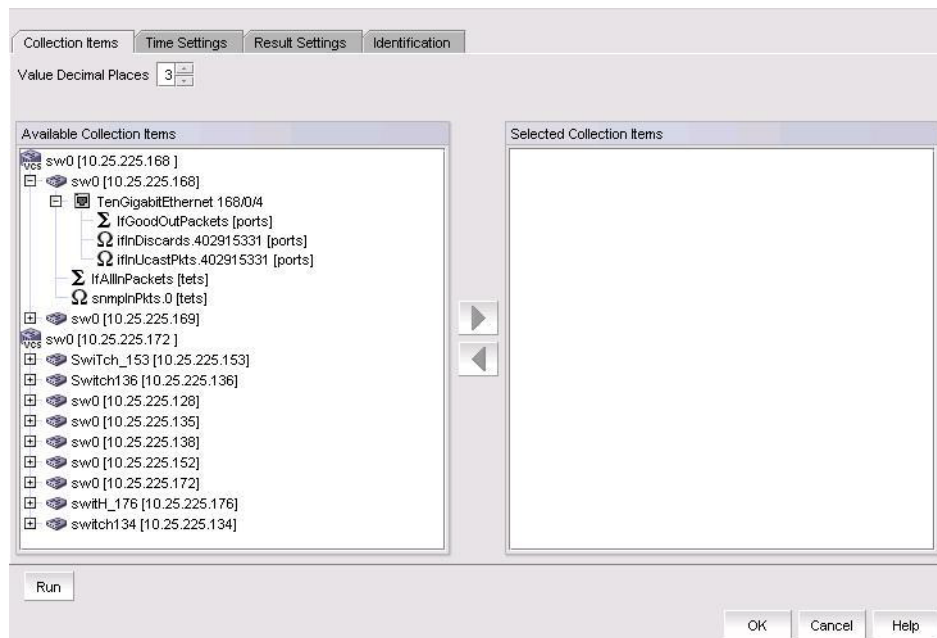 Collection Items Time Settings Result Settings Identification
Value Decimal Places 3
Available Collection Items
VCS sw0 [10.25.225.168 ]
sw0 [10.25.225.168]
TenGigabitEthernet 168/0/4
Σ IfGoodOutPackets [ports]
Ω ifInDiscards.402915331 [ports]
Ω ifInUcastPkts.402915331 [ports]
Σ IfAllInPackets [tets]
Ω snmpInPkts.0 [tets]
sw0 [10.25.225.169]
VCS sw0 [10.25.225.172 ]
SwiTch_153 [10.25.225.153]
Switch136 [10.25.225.136]
sw0 [10.25.225.128]
sw0 [10.25.225.135]
sw0 [10.25.225.138]
sw0 [10.25.225.152]
sw0 [10.25.225.172]
switH_176 [10.25.225.176]
switch134 [10.25.225.134]
Selected Collection Items
Run
OK Cancel Help